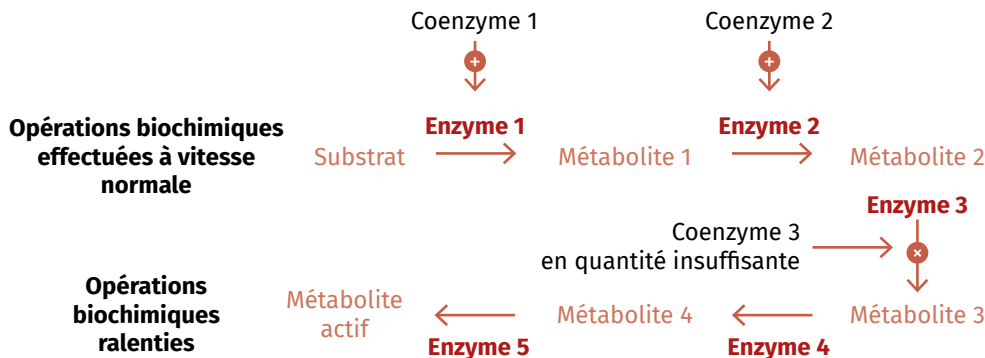 Coenzyme 1
Coenzyme 2
+
+
Opérations biochimiques
effectuées à vitesse
normale
Enzyme 1
Enzyme 2
Substrat
Métabolite 1
Métabolite 2
Enzyme 3
Coenzyme 3
en quantité insuffisante
×
Opérations
biochimiques
ralenties
Métabolite
actif
Métabolite 4
Métabolite 3
Enzyme 5
Enzyme 4